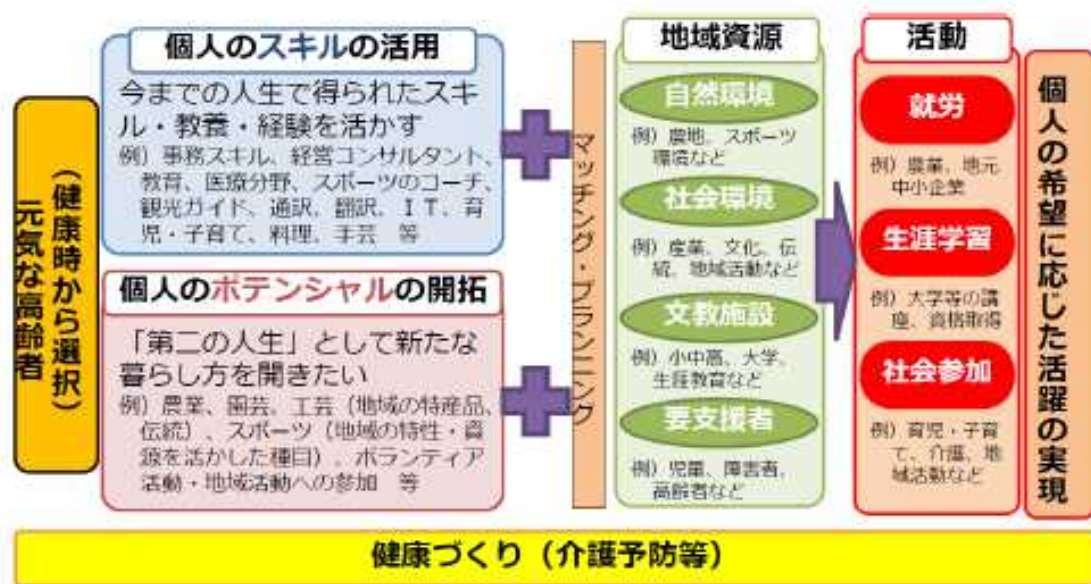 元気な高齢者
（健康時から選択）
個人のスキルの活用
今までの人生で得られたスキ
ル・教養・経験を活かす
例）事務スキル、経営コンサルタント、
教育、医療分野、スポーツのコーチ、
観光ガイド、通訳、翻訳、ＩＴ、育
児・子育て、料理、手芸　等
個人のポテンシャルの開拓
「第二の人生」として新たな
暮らし方を開きたい
例）農業、園芸、工芸（地域の特産品、
伝統）、スポーツ（地域の特性・資
源を活かした種目）、ボランティア
活動・地域活動への参加　等
マッチング・プランニング
地域資源
自然環境
例）農地、スポーツ
環境など
社会環境
例）産業、文化、伝
統、地域活動など
文教施設
例）小中高、大学、
生涯教育など
要支援者
例）児童、障害者、
高齢者など
活動
就労
例）農業、地元
中小企業
生涯学習
例）大学等の講
座、資格取得
社会参加
例）育児・子育
て、介護、地
域活動など
個人の希望に応じた活躍の実現
健康づくり（介護予防等）